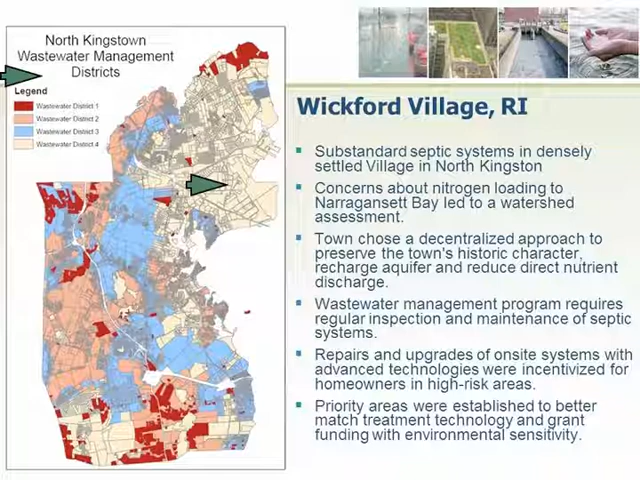 North Kingstown
Wastewater Management
Districts
Legend
Wastewater District 1
Wastewater District 2
Wastewater District 3
Wastewater District 4
Wickford Village, RI
Substandard septic systems in densely
settled Village in North Kingston
Concerns about nitrogen loading to
Narragansett Bay led to a watershed
assessment.
Town chose a decentralized approach to
preserve the town's historic character,
recharge aquifer and reduce direct nutrient
discharge.
Wastewater management program requires
regular inspection and maintenance of septic
systems.
Repairs and upgrades of onsite systems with
advanced technologies were incentivized for
homeowners in high-risk areas.
Priority areas were established to better
match treatment technology and grant
funding with environmental sensitivity.